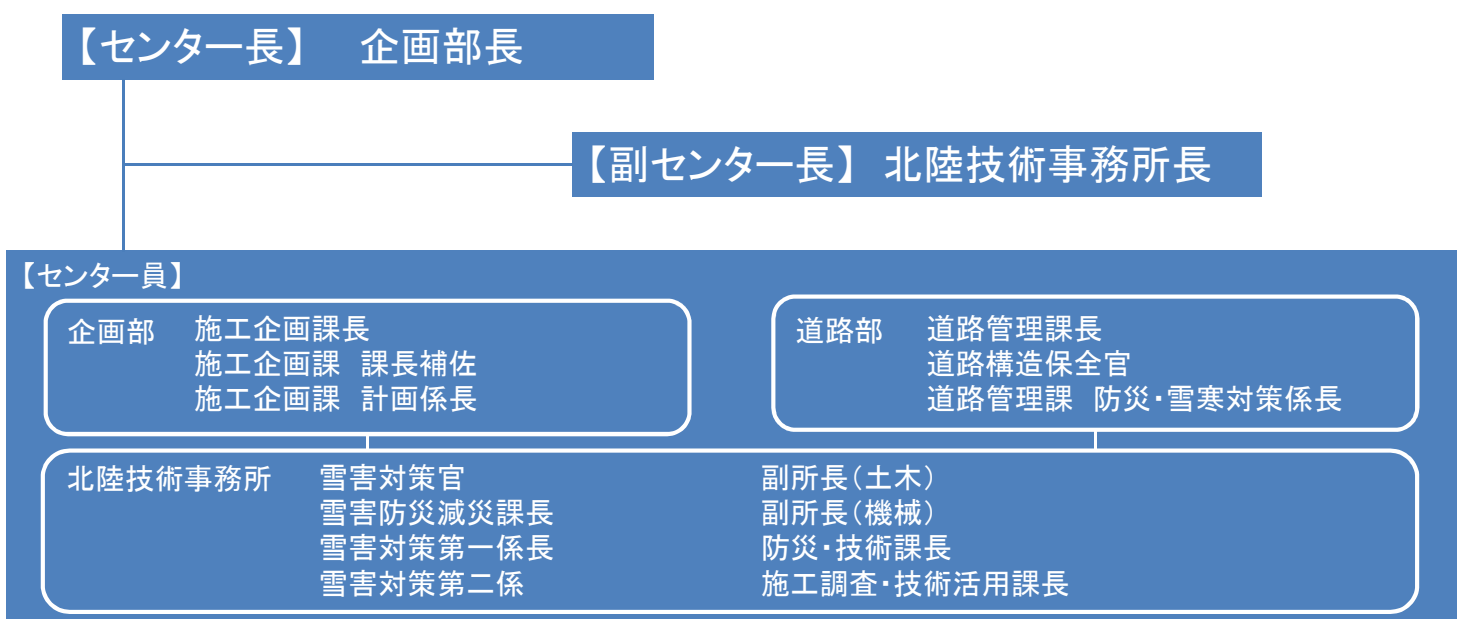 【センター長】　企画部長
【副センター長】 北陸技術事務所長
【センター員】
企画部　施工企画課長
施工企画課　課長補佐
施工企画課　計画係長
道路部　道路管理課長
道路構造保全官
道路管理課　防災・雪寒対策係長
北陸技術事務所　雪害対策官
雪害防災減災課長
雪害対策第一係長
雪害対策第二係
副所長（土木）
副所長（機械）
防災・技術課長
施工調査・技術活用課長